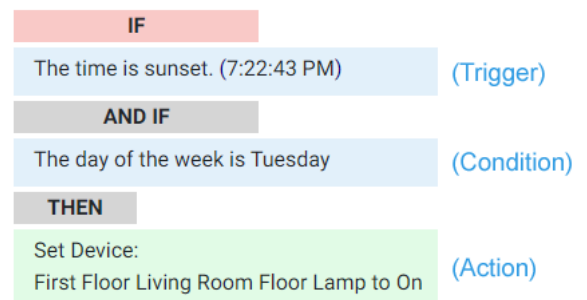 IF
The time is sunset. (7:22:43 PM)
(Trigger)
AND IF
The day of the week is Tuesday
(Condition)
THEN
Set Device:
First Floor Living Room Floor Lamp to On
(Action)